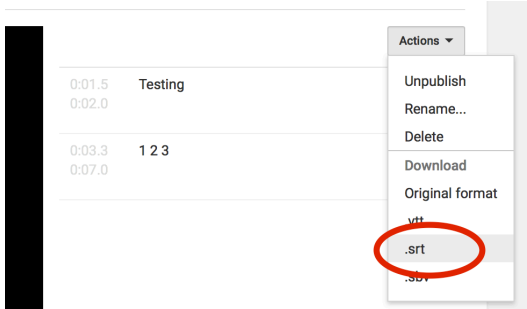 Actions
0:01.5 Testing
0:02.0
0:03.3 1 2 3
0:07.0
Unpublish
Rename...
Delete
Download
Original format
.vtt
.srt
.sbv